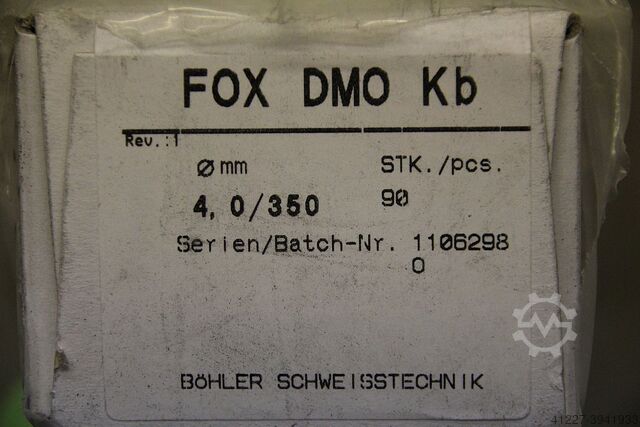 FOX DMO Kb
Rev.:1
Ømm STK./pcs.
4,0/350 90
Serien/Batch-Nr. 1106298
0
BÖHLER SCHWEISSTECHNIK
41227-3941939